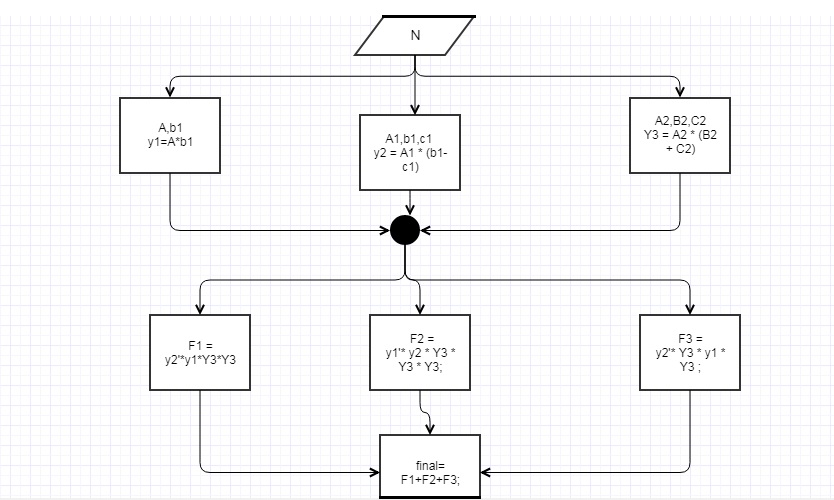 N
A,b1
y1=A*b1
A1,b1,c1
y2 = A1 * (b1-
c1)
A2,B2,C2
Y3 = A2 * (B2
+ C2)
F1 =
y2'*y1*Y3*Y3
F2 =
y1'* y2 * Y3 *
Y3 * Y3;
F3 =
y2'* Y3 * y1 *
Y3 ;
final=
F1+F2+F3;